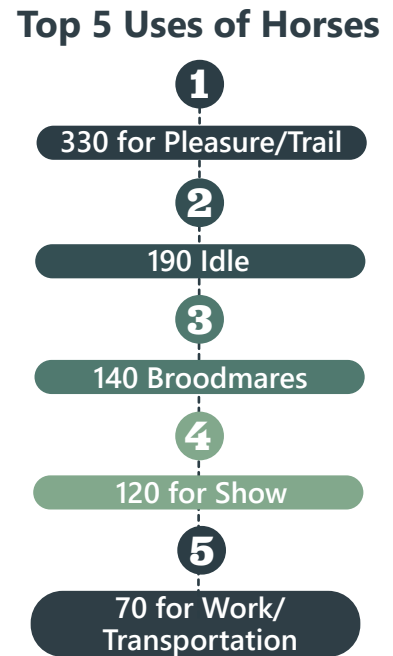 Top 5 Uses of Horses
1
330 for Pleasure/Trail
2
190 Idle
3
140 Broodmares
4
120 for Show
5
70 for Work/
Transportation